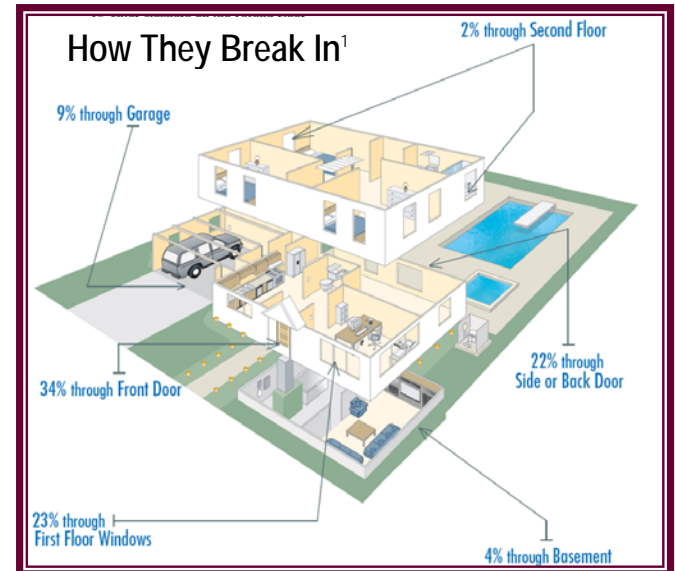 How They Break In¹
2% through Second Floor
9% through Garage
34% through Front Door
22% through
Side or Back Door
23% through
First Floor Windows
4% through Basement